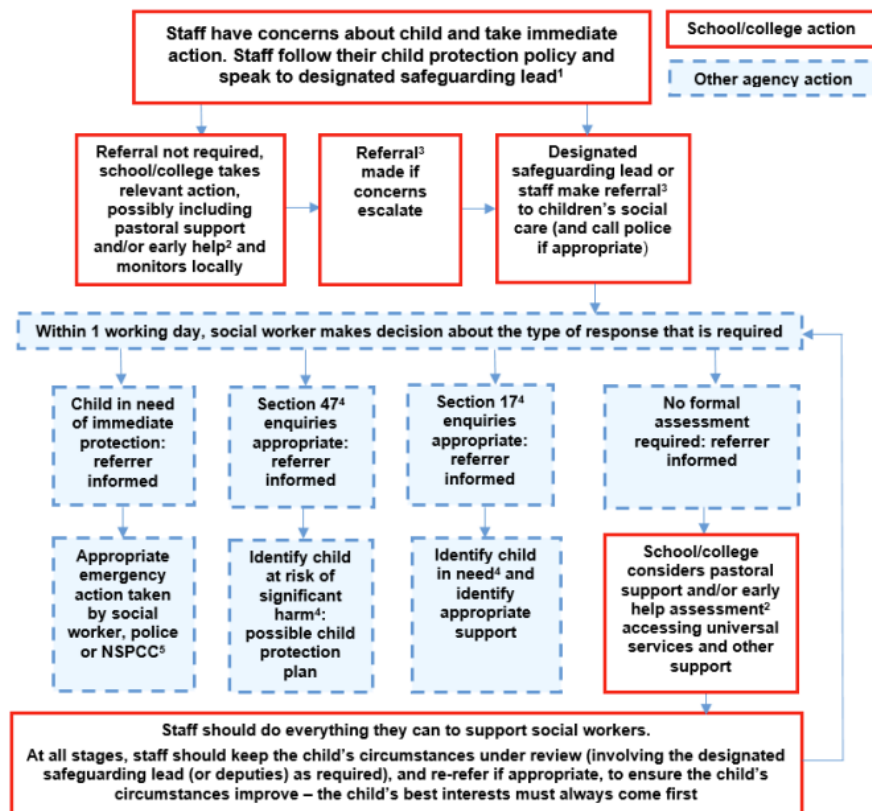 Staff have concerns about child and take immediate
action. Staff follow their child protection policy and
speak to designated safeguarding lead¹
School/college action
Other agency action
Referral not required,
school/college takes
relevant action,
possibly including
pastoral support
and/or early help² and
monitors locally
Referral³
made if
concerns
escalate
Designated
safeguarding lead or
staff make referral³
to children’s social
care (and call police
if appropriate)
Within 1 working day, social worker makes decision about the type of response that is required
Child in need
of immediate
protection:
referrer
informed
Section 47⁴
enquiries
appropriate:
referrer
informed
Section 17⁴
enquiries
appropriate:
referrer
informed
No formal
assessment
required: referrer
informed
Appropriate
emergency
action taken
by social
worker, police
or NSPCC⁵
Identify child
at risk of
significant
harm⁴:
possible child
protection
plan
Identify child
in need⁴ and
identify
appropriate
support
School/college
considers pastoral
support and/or early
help assessment²
accessing universal
services and other
support
Staff should do everything they can to support social workers.
At all stages, staff should keep the child’s circumstances under review (involving the designated
safeguarding lead (or deputies) as required), and re-refer if appropriate, to ensure the child’s
circumstances improve – the child’s best interests must always come first